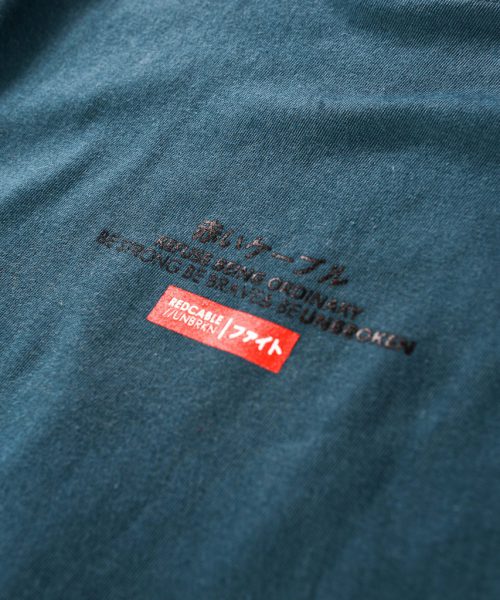 赤いケーブル
REFUSE BEING ORDINARY
BE STRONG BE BRAVE & BE UNBROKEN
REDCABLE
//UNBRKN
ファイト